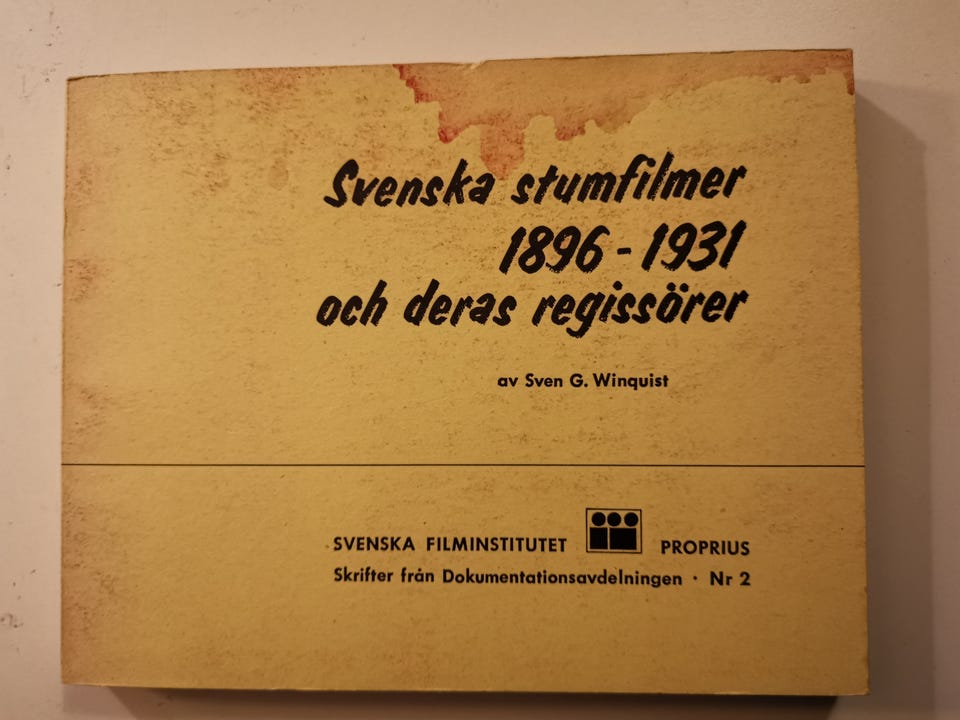 Svenska stumfilmer
1896 - 1931
och deras regissörer
av Sven G. Winquist
SVENSKA FILMINSTITUTET PROPRIUS
Skrifter från Dokumentationsavdelningen · Nr 2